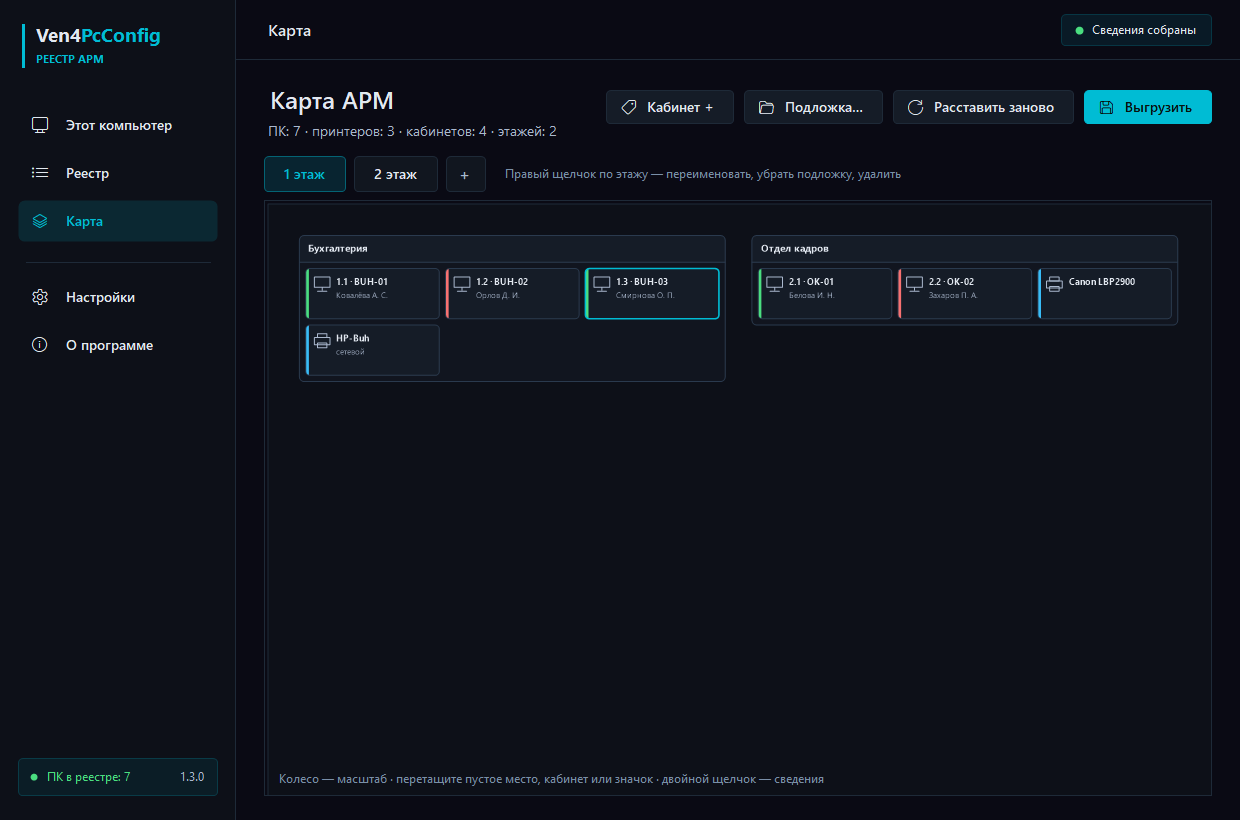 Ven4PcConfig
РЕЕСТР АРМ
Этот компьютер
Реестр
Карта
Настройки
О программе
ПК в реестре: 7 1.3.0
Карта
Сведения собраны
Карта АРМ
ПК: 7 · принтеров: 3 · кабинетов: 4 · этажей: 2
Кабинет +
Подложка...
Расставить заново
Выгрузить
1 этаж
2 этаж
+
Правый щелчок по этажу — переименовать, убрать подложку, удалить
Бухгалтерия
1.1 · BUH-01
Ковалёва А. С.
1.2 · BUH-02
Орлов Д. И.
1.3 · BUH-03
Смирнова О. П.
HP-Buh
сетевой
Отдел кадров
2.1 · OK-01
Белова И. Н.
2.2 · OK-02
Захаров П. А.
Canon LBP2900
Колесо — масштаб · перетащите пустое место, кабинет или значок · двойной щелчок — сведения